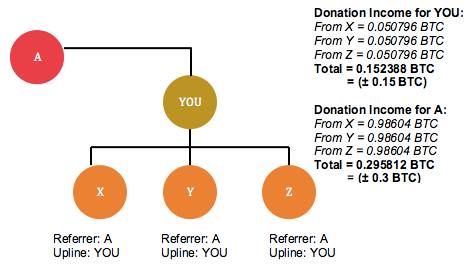 Donation Income for YOU:
From X = 0.050796 BTC
From Y = 0.050796 BTC
From Z = 0.050796 BTC
Total = 0.152388 BTC
= (± 0.15 BTC)
Donation Income for A:
From X = 0.98604 BTC
From Y = 0.98604 BTC
From Z = 0.98604 BTC
Total = 0.295812 BTC
= (± 0.3 BTC)
A
YOU
X
Y
Z
Referrer: A
Upline: YOU
Referrer: A
Upline: YOU
Referrer: A
Upline: YOU